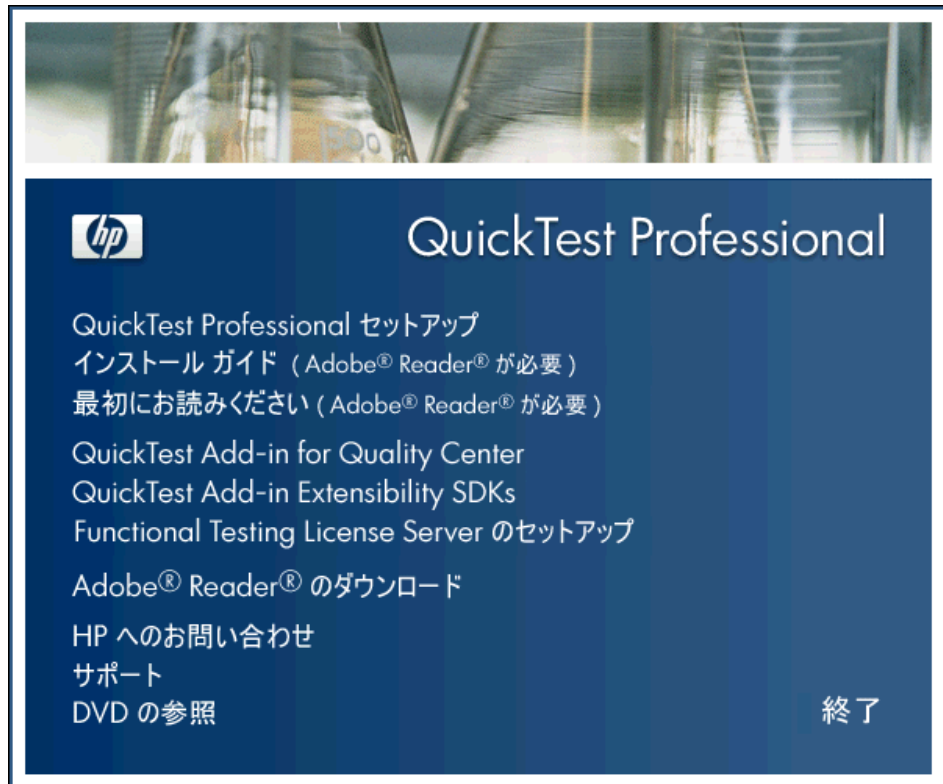 hp
QuickTest Professional
QuickTest Professional セットアップ
インストール ガイド ( Adobe® Reader® が必要 )
最初にお読みください ( Adobe® Reader® が必要 )
QuickTest Add-in for Quality Center
QuickTest Add-in Extensibility SDKs
Functional Testing License Server のセットアップ
Adobe® Reader® のダウンロード
HP へのお問い合わせ
サポート
DVD の参照
終了